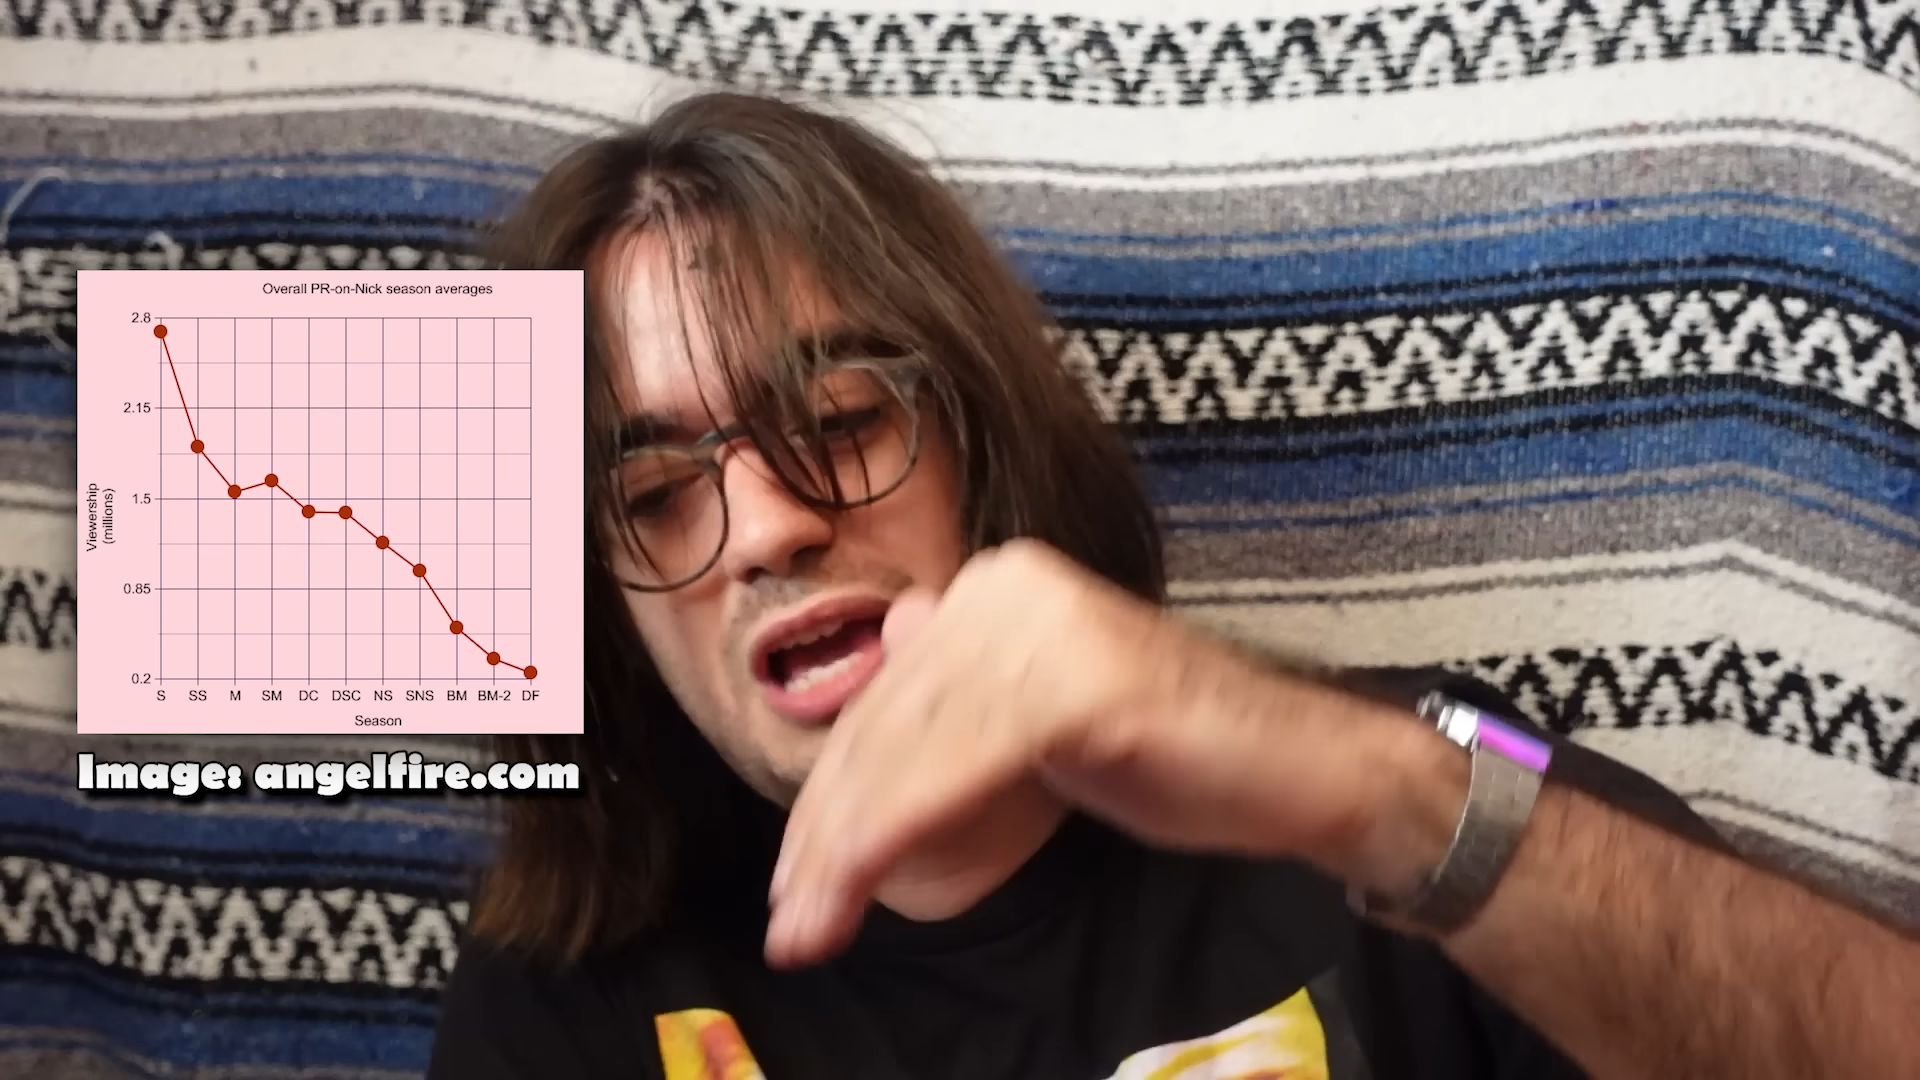 Overall PR-on-Nick season averages
2.8
2.15
1.5
0.85
0.2
Viewership
(millions)
S SS M SM DC DSC NS SNS BM BM-2 DF
Season
Image: angelfire.com